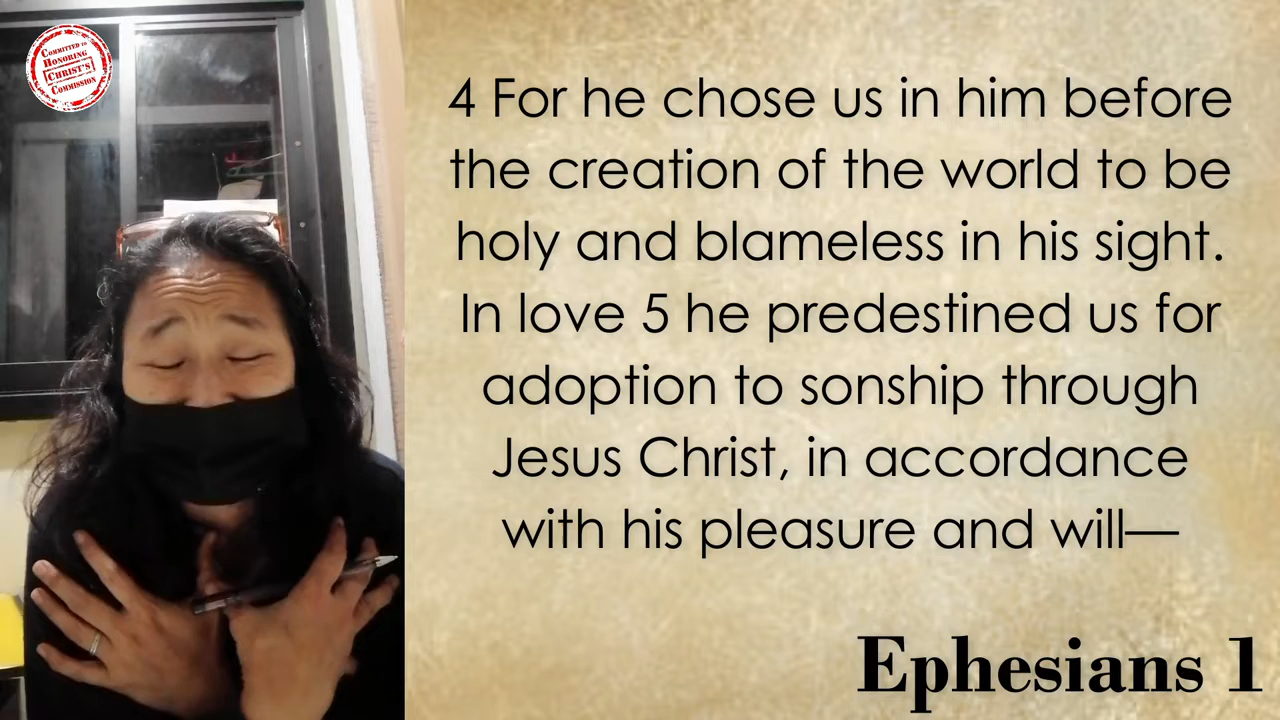 COMMITTED TO
HONORING
CHRIST'S
COMMISSION
4 For he chose us in him before
the creation of the world to be
holy and blameless in his sight.
In love 5 he predestined us for
adoption to sonship through
Jesus Christ, in accordance
with his pleasure and will—
Ephesians 1